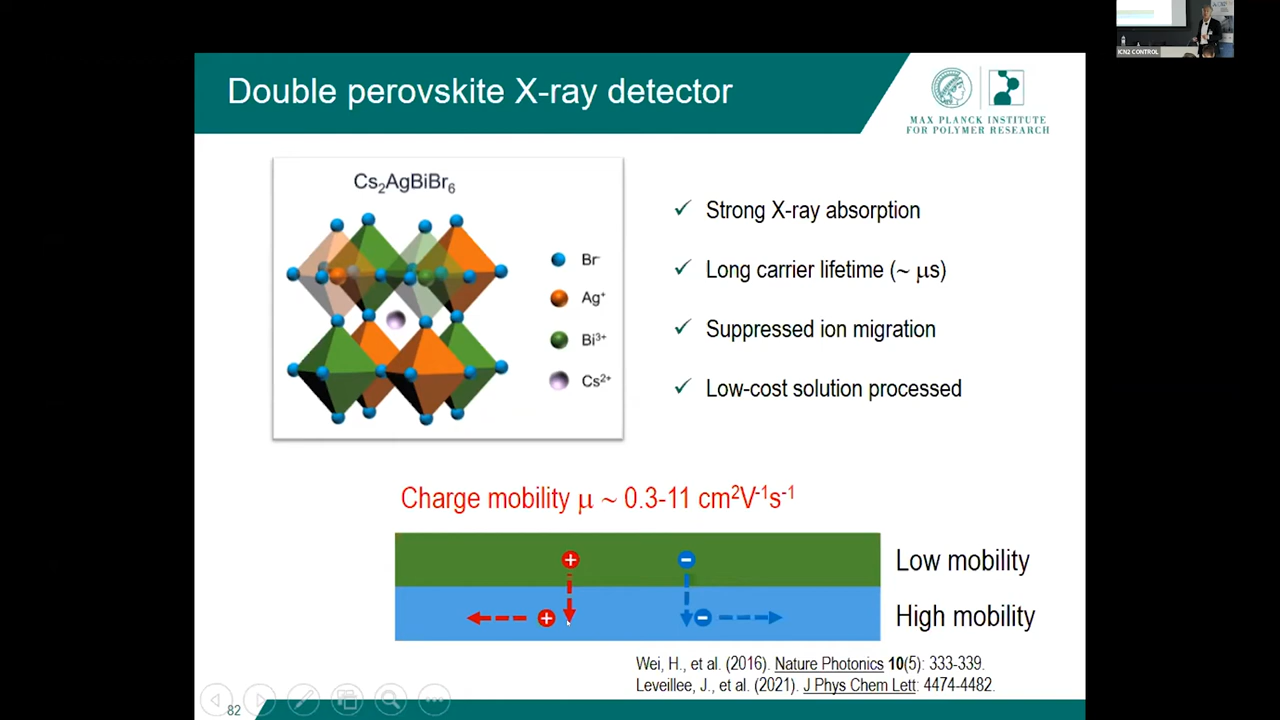 ICN2 CONTROL
Double perovskite X-ray detector
MAX PLANCK INSTITUTE
FOR POLYMER RESEARCH
Cs₂AgBiBr₆
Br⁻
Ag⁺
Bi³⁺
Cs²⁺
✓ Strong X-ray absorption
✓ Long carrier lifetime (~ μs)
✓ Suppressed ion migration
✓ Low-cost solution processed
Charge mobility μ ~ 0.3-11 cm²V⁻¹s⁻¹
Low mobility
High mobility
Wei, H., et al. (2016). Nature Photonics 10(5): 333-339.
Leveillee, J., et al. (2021). J Phys Chem Lett: 4474-4482.
82